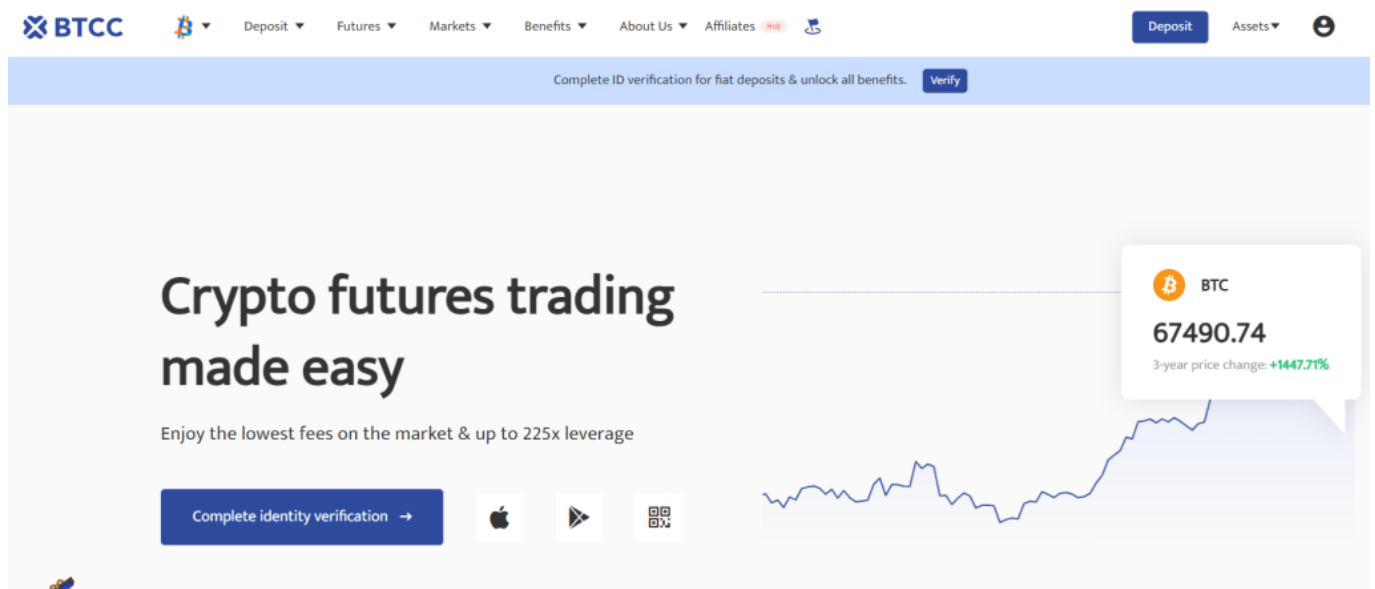 BTCC
Deposit
Futures
Markets
Benefits
About Us
Affiliates
Hot
Deposit
Assets
Complete ID verification for fiat deposits & unlock all benefits.
Verify
Crypto futures trading
made easy
Enjoy the lowest fees on the market & up to 225x leverage
Complete identity verification →
BTC
67490.74
3-year price change: +1447.71%